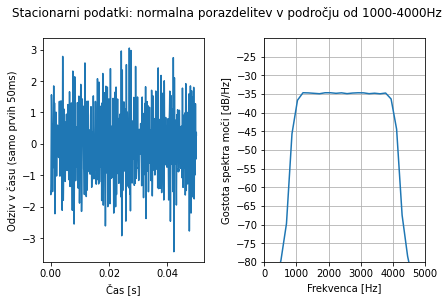 Stacionarni podatki: normalna porazdelitev v področju od 1000-4000Hz
3
2
1
0
−1
−2
−3
Odziv v času (samo prvih 50ms)
0.00 0.02 0.04
Čas [s]
−25
−30
−35
−40
−45
−50
−55
−60
−65
−70
−75
−80
Gostota spektra moči [dB/Hz]
0 1000 2000 3000 4000 5000
Frekvenca [Hz]